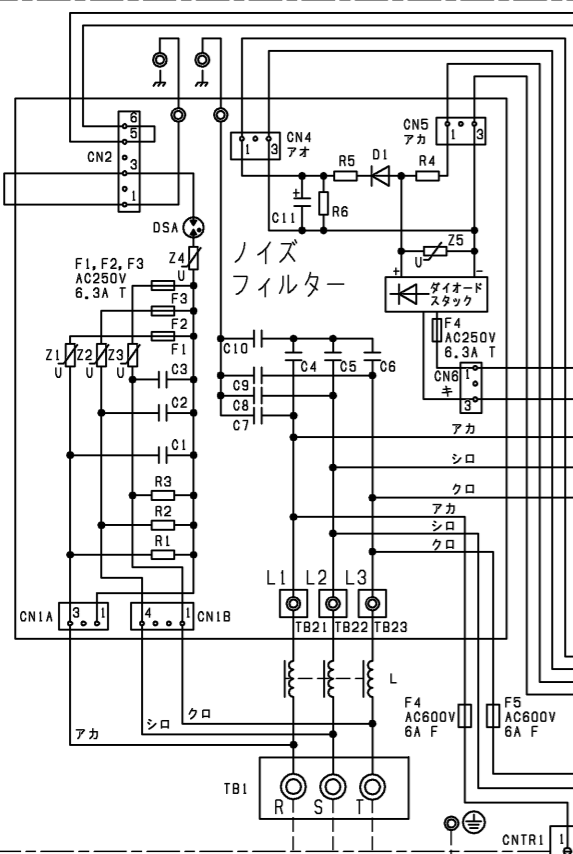 6
5
3
1
CN2
1 3
CN4
アオ
CN5
アカ
1 3
R5
D1
R4
C11
+
R6
DSA
Z4
U
Z5
U
+
-
ノイズ
フィルター
ダイオード
スタック
F1,F2,F3
AC250V
6.3A T
F3
F2
F1
Z1
U
Z2
U
Z3
U
F4
AC250V
6.3A T
CN6
キ
1
3
C10
C4
C5
C6
C9
C8
C7
C3
C2
C1
R3
R2
R1
アカ
シロ
クロ
アカ
シロ
クロ
L1
L2
L3
TB21
TB22
TB23
CN1A
3 1
4 1
CN1B
L
アカ
シロ
クロ
F4
AC600V
6A F
F5
AC600V
6A F
TB1
R S T
CNTR1
1